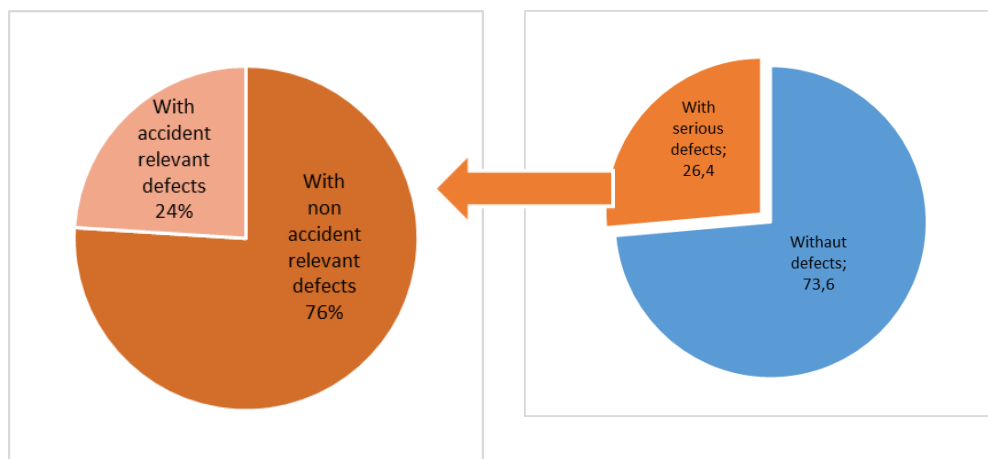 With
accident
relevant
defects
24%
With
non
accident
relevant
defects
76%
With
serious
defects;
26,4
Withaut
defects;
73,6